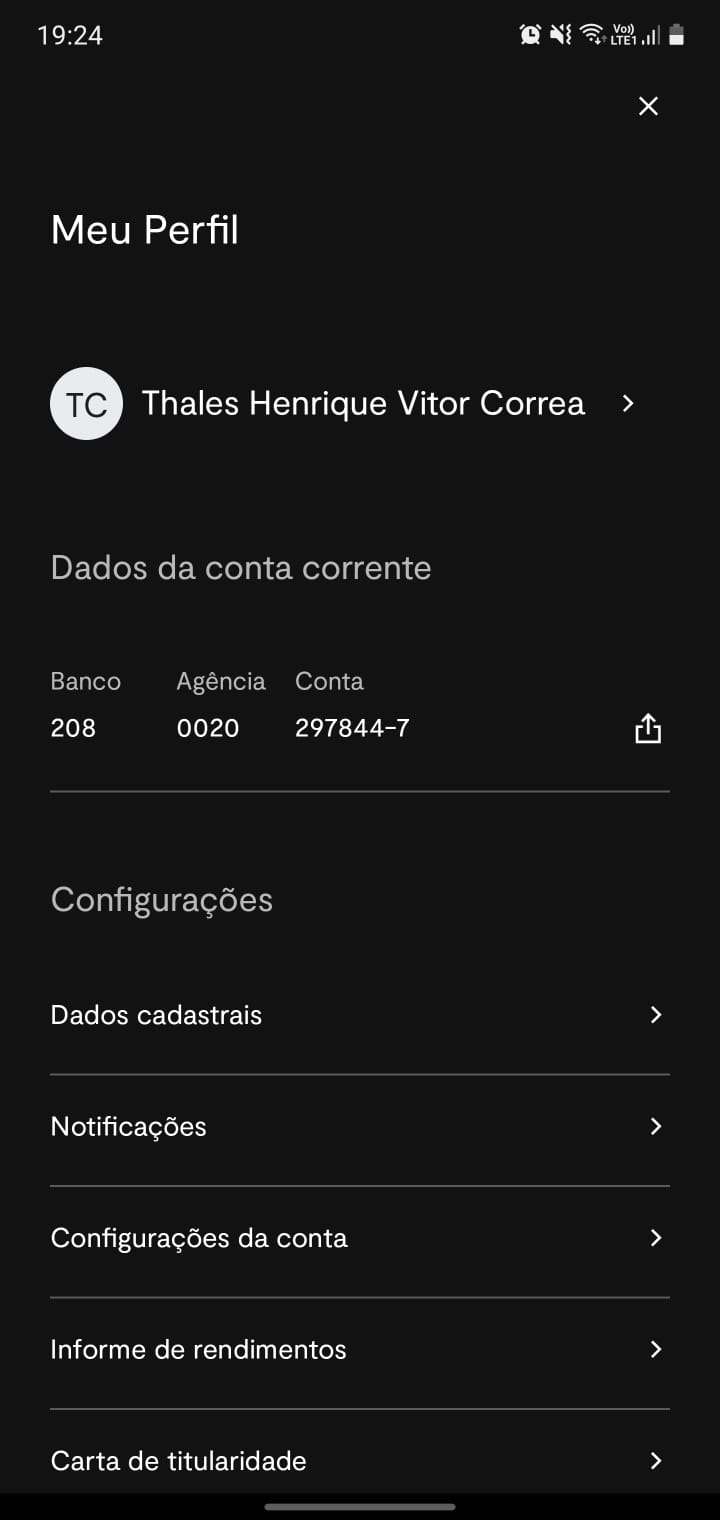 19:24
Vo)) LTE1
Meu Perfil
TC Thales Henrique Vitor Correa
Dados da conta corrente
Banco Agência Conta
208 0020 297844-7
Configurações
Dados cadastrais
Notificações
Configurações da conta
Informe de rendimentos
Carta de titularidade